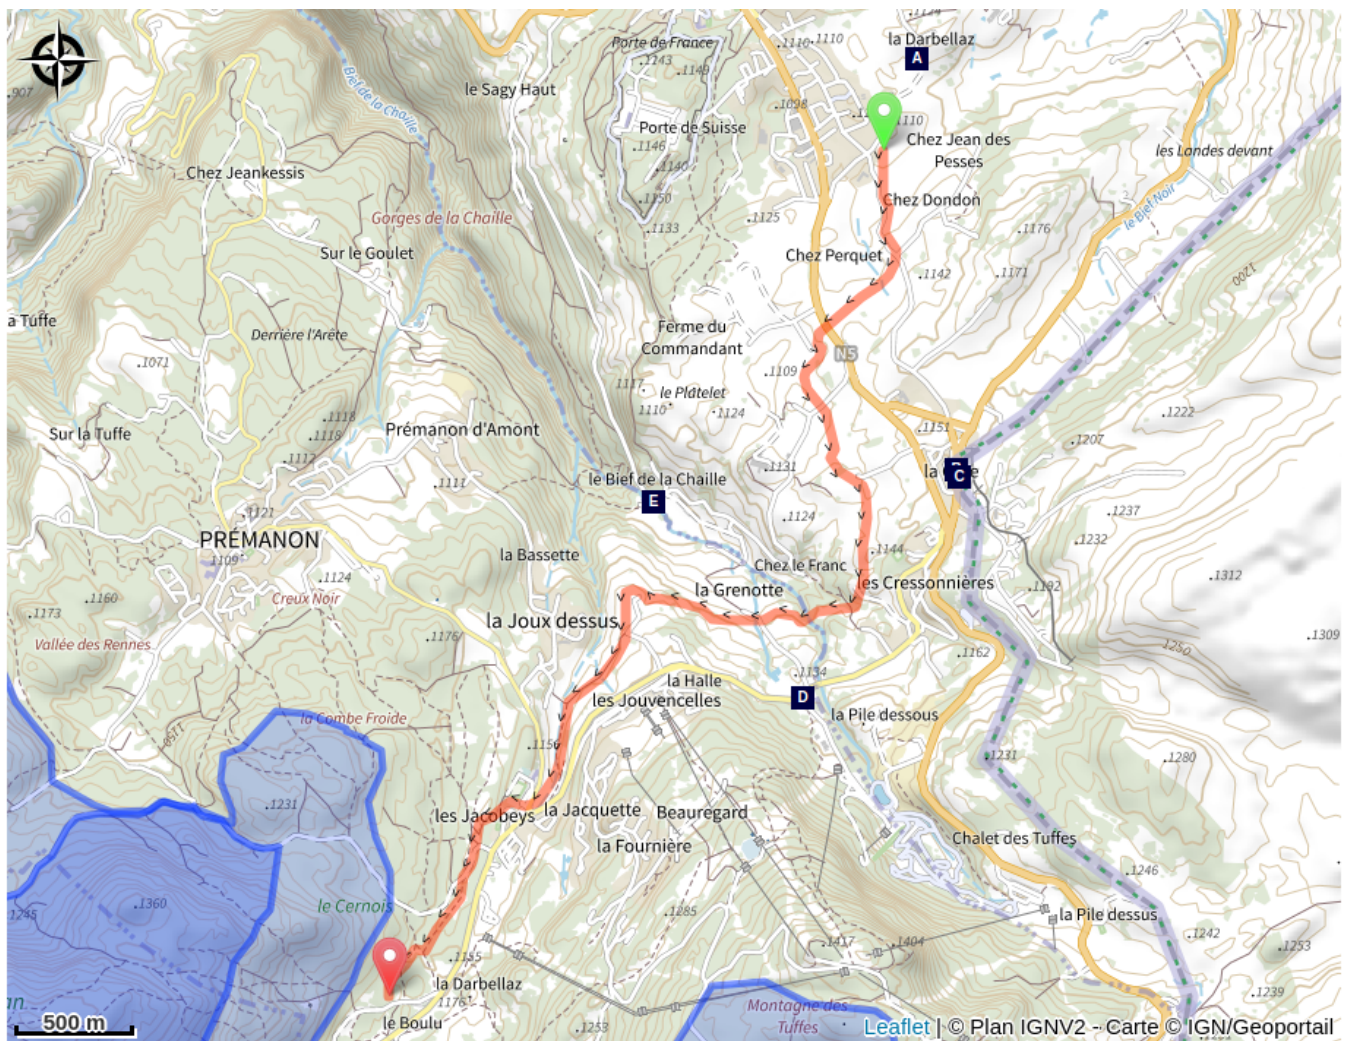 la Darbellaz
A
.1110
.1110
Porte de France
.1143
.1149
le Sagy Haut
Bief de la Chaille
.1098
.1110
Porte de Suisse
.1146
.1140
Chez Jean des
Pesses
les Landes devant
Chez Jeankessis
.1150
Chez Dondon
Gorges de la Chaille
.1125
.1133
.1176
le Bief Noir
Sur le Goulet
Chez Perquet
.1142
.1171
1200
a Tuffe
Derrière l'Arête
Ferme du
Commandant
N5
.1071
.1109
1117
le Plâtelet
1110
.1124
.1118
.1118
.1222
Sur la Tuffe
Prémanon d'Amont
.1151
.1207
.1112
.1131
C
.1111
le Bief de la Chaille
E
.1121
.1124
.1237
PRÉMANON
.1232
1109
la Bassette
.1144
Chez le Franc
.1124
.1312
Creux Noir
la Grenotte
les Cressonnières
.1192
.1160
.1173
la Joux dessus
.1176
.1309
Vallée des Rennes
1250
.1162
.1134
la Halle
D
les Jouvencelles
la Combe Froide
la Pile dessous
1150
.1156
.1231
.1280
.1231
les Jacobeys
la Jacquette
Beauregard
la Fournière
Chalet des Tuffes
.1246
.1360
le Cernois
.1245
.1285
la Pile dessus
.1417
.1404
.1242
.1253
.1155
la Darbellaz
1176
.1239
Montagne des
Tuffes
le Boulu
.1253
500 m
Leaflet | © Plan IGNV2 - Carte © IGN/Geoportail